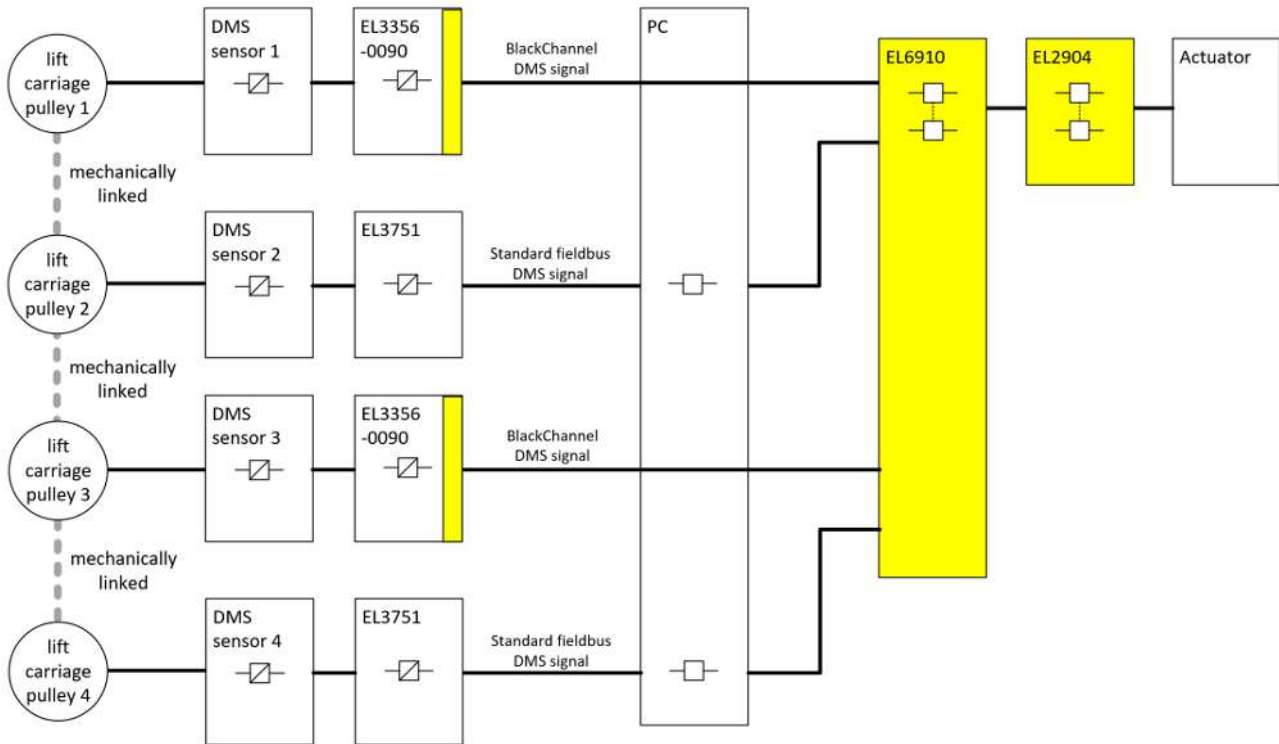 lift
carriage
pulley 1
DMS
sensor 1
EL3356
-0090
BlackChannel
DMS signal
PC
EL6910
EL2904
Actuator
mechanically
linked
lift
carriage
pulley 2
DMS
sensor 2
EL3751
Standard fieldbus
DMS signal
mechanically
linked
lift
carriage
pulley 3
DMS
sensor 3
EL3356
-0090
BlackChannel
DMS signal
mechanically
linked
lift
carriage
pulley 4
DMS
sensor 4
EL3751
Standard fieldbus
DMS signal